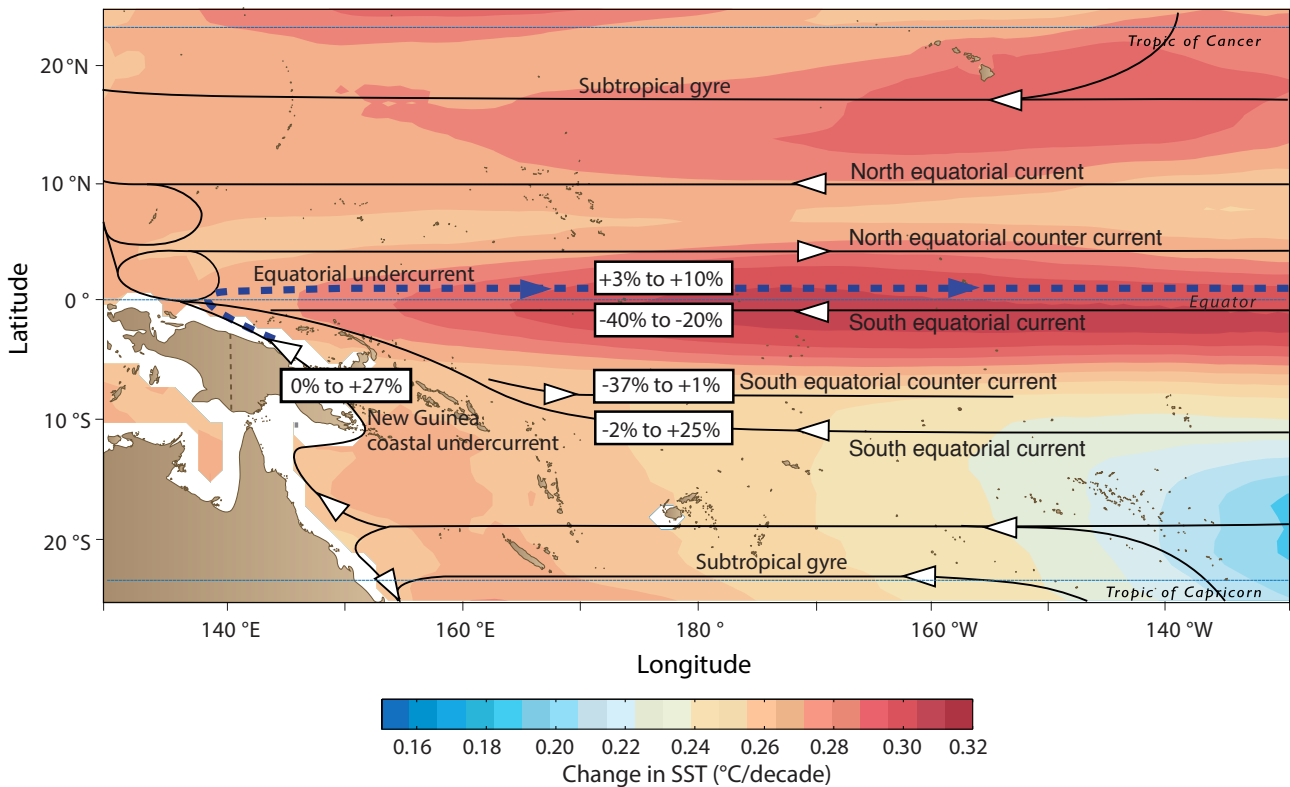 Tropic of Cancer
20 °N
Subtropical gyre
North equatorial current
10 °N
North equatorial counter current
Equatorial undercurrent
+3% to +10%
0 °
Equator
-40% to -20%
South equatorial current
0% to +27%
-37% to +1%
South equatorial counter current
New Guinea
coastal undercurrent
10 °S
-2% to +25%
South equatorial current
20 °S
Subtropical gyre
Tropic of Capricorn
Latitude
140 °E
160 °E
180 °
160 °W
140 °W
Longitude
0.16
0.18
0.20
0.22
0.24
0.26
0.28
0.30
0.32
Change in SST (°C/decade)